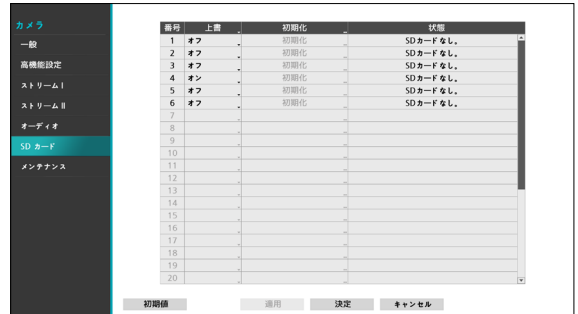 カメラ
一般
高機能設定
ストリーム I
ストリーム II
オーディオ
SD カード
メンテナンス
番号 上書 初期化 状態
1 オフ 初期化 SDカードなし。
2 オフ 初期化 SDカードなし。
3 オフ 初期化 SDカードなし。
4 オン 初期化 SDカードなし。
5 オフ 初期化 SDカードなし。
6 オフ 初期化 SDカードなし。
7
8
9
10
11
12
13
14
15
16
17
18
19
20
初期値 適用 決定 キャンセル